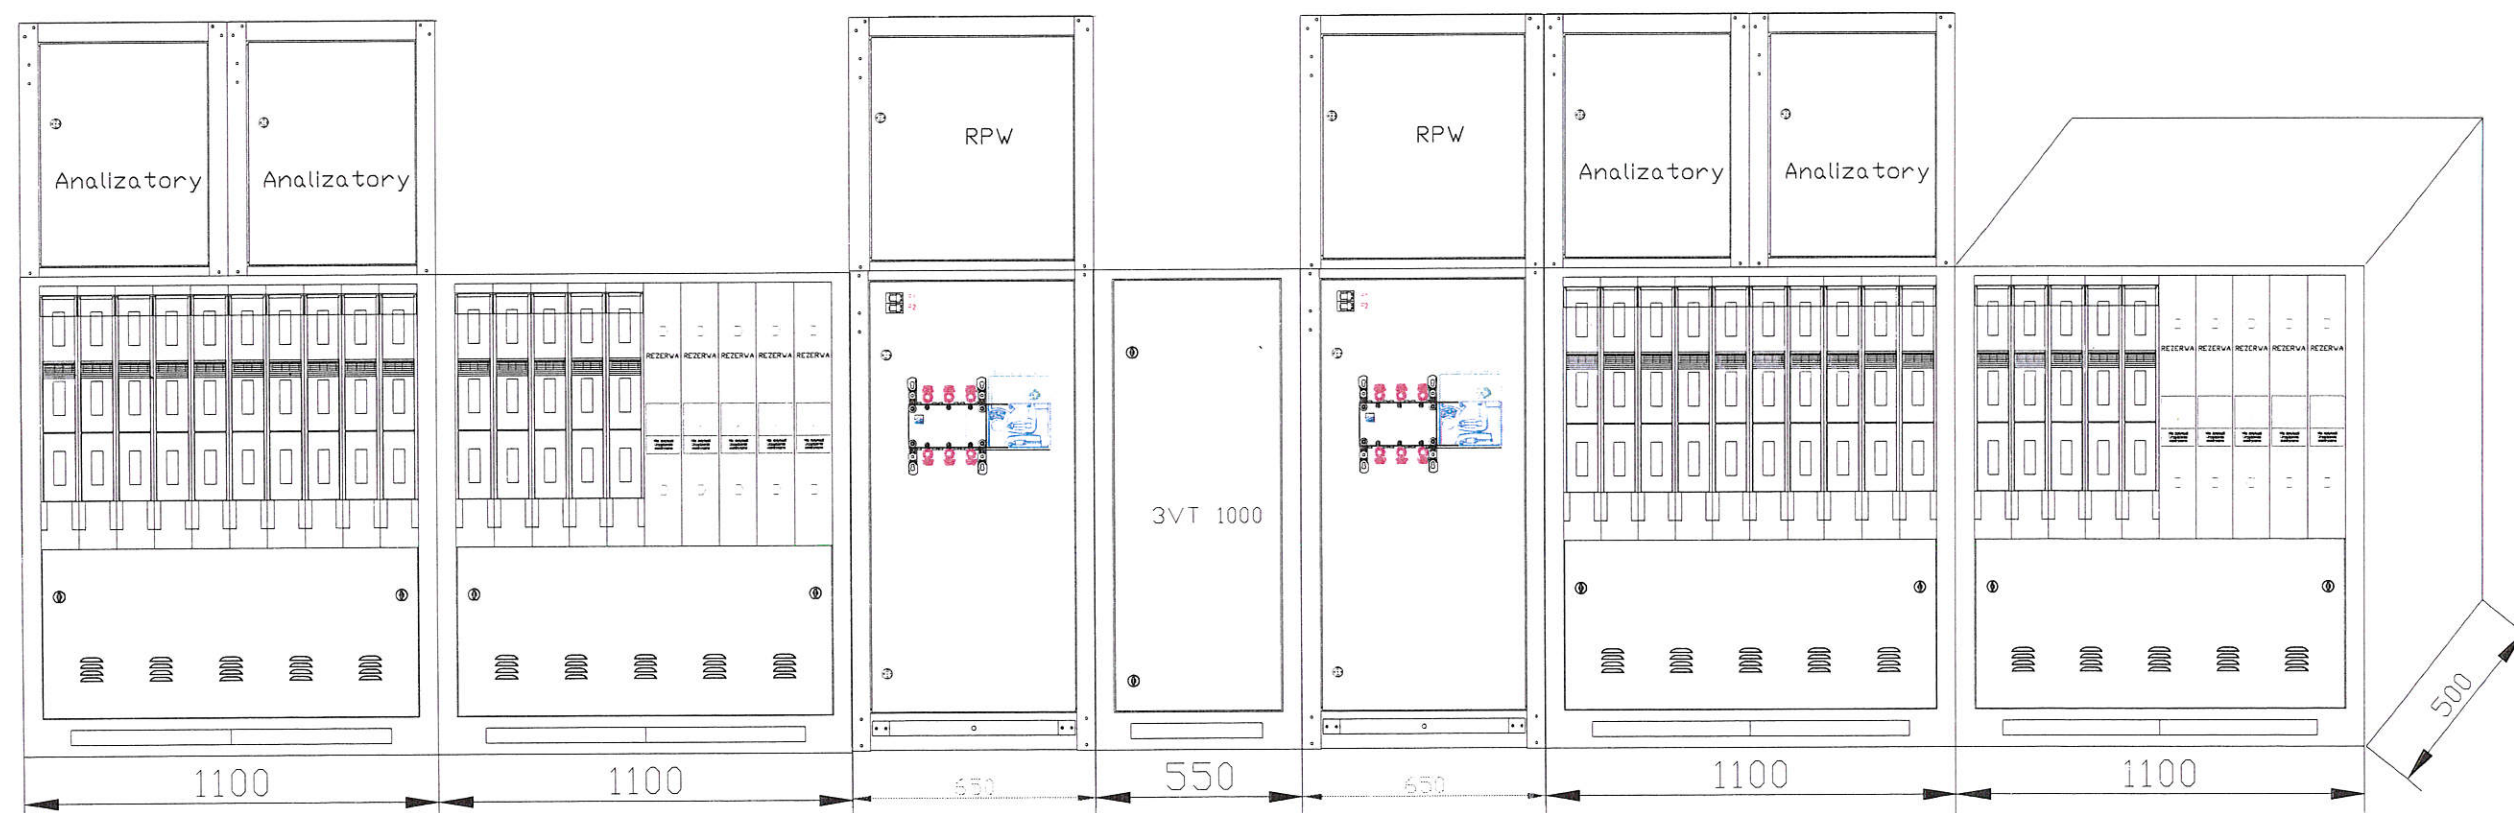 Analizatory
Analizatory
RPW
RPW
Analizatory
Analizatory
REZERWA REZERWA REZERWA REZERWA REZERWA
REZERWA REZERWA REZERWA REZERWA REZERWA
3VT 1000
1100
1100
650
550
650
1100
1100
500